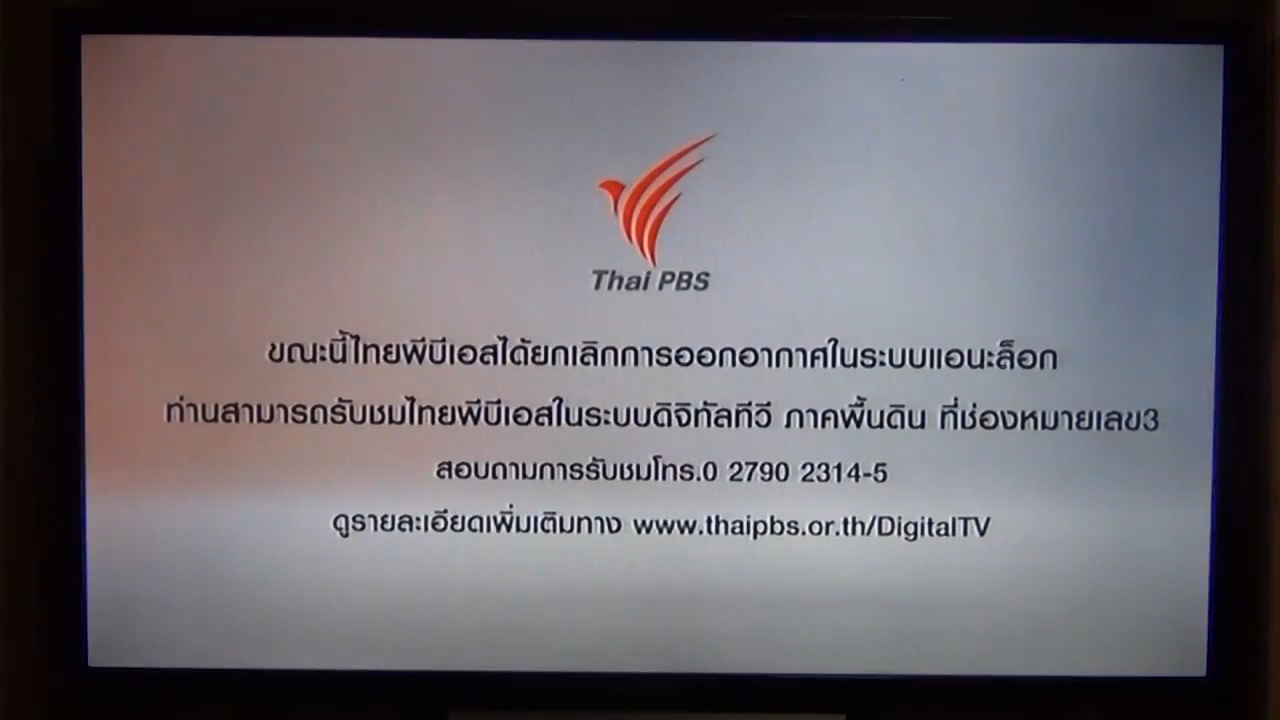 Thai PBS
ขณะนี้ไทยพีบีเอสได้ยกเลิกการออกอากาศในระบบแอนะล็อก
ท่านสามารถรับชมไทยพีบีเอสในระบบดิจิทัลทีวี ภาคพื้นดิน ที่ช่องหมายเลข3
สอบถามการรับชมโทร.0 2790 2314-5
ดูรายละเอียดเพิ่มเติมทาง www.thaipbs.or.th/DigitalTV